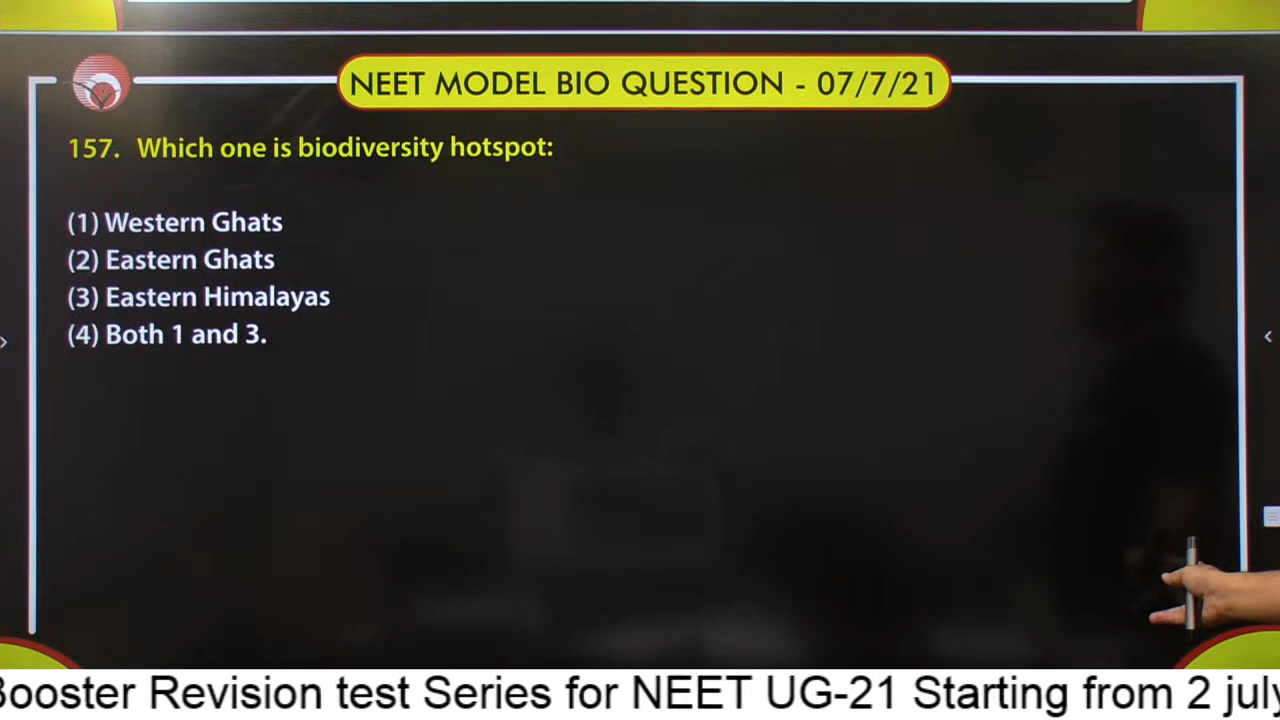 NEET MODEL BIO QUESTION - 07/7/21
157. Which one is biodiversity hotspot:
(1) Western Ghats
(2) Eastern Ghats
(3) Eastern Himalayas
(4) Both 1 and 3.
Booster Revision test Series for NEET UG-21 Starting from 2 july